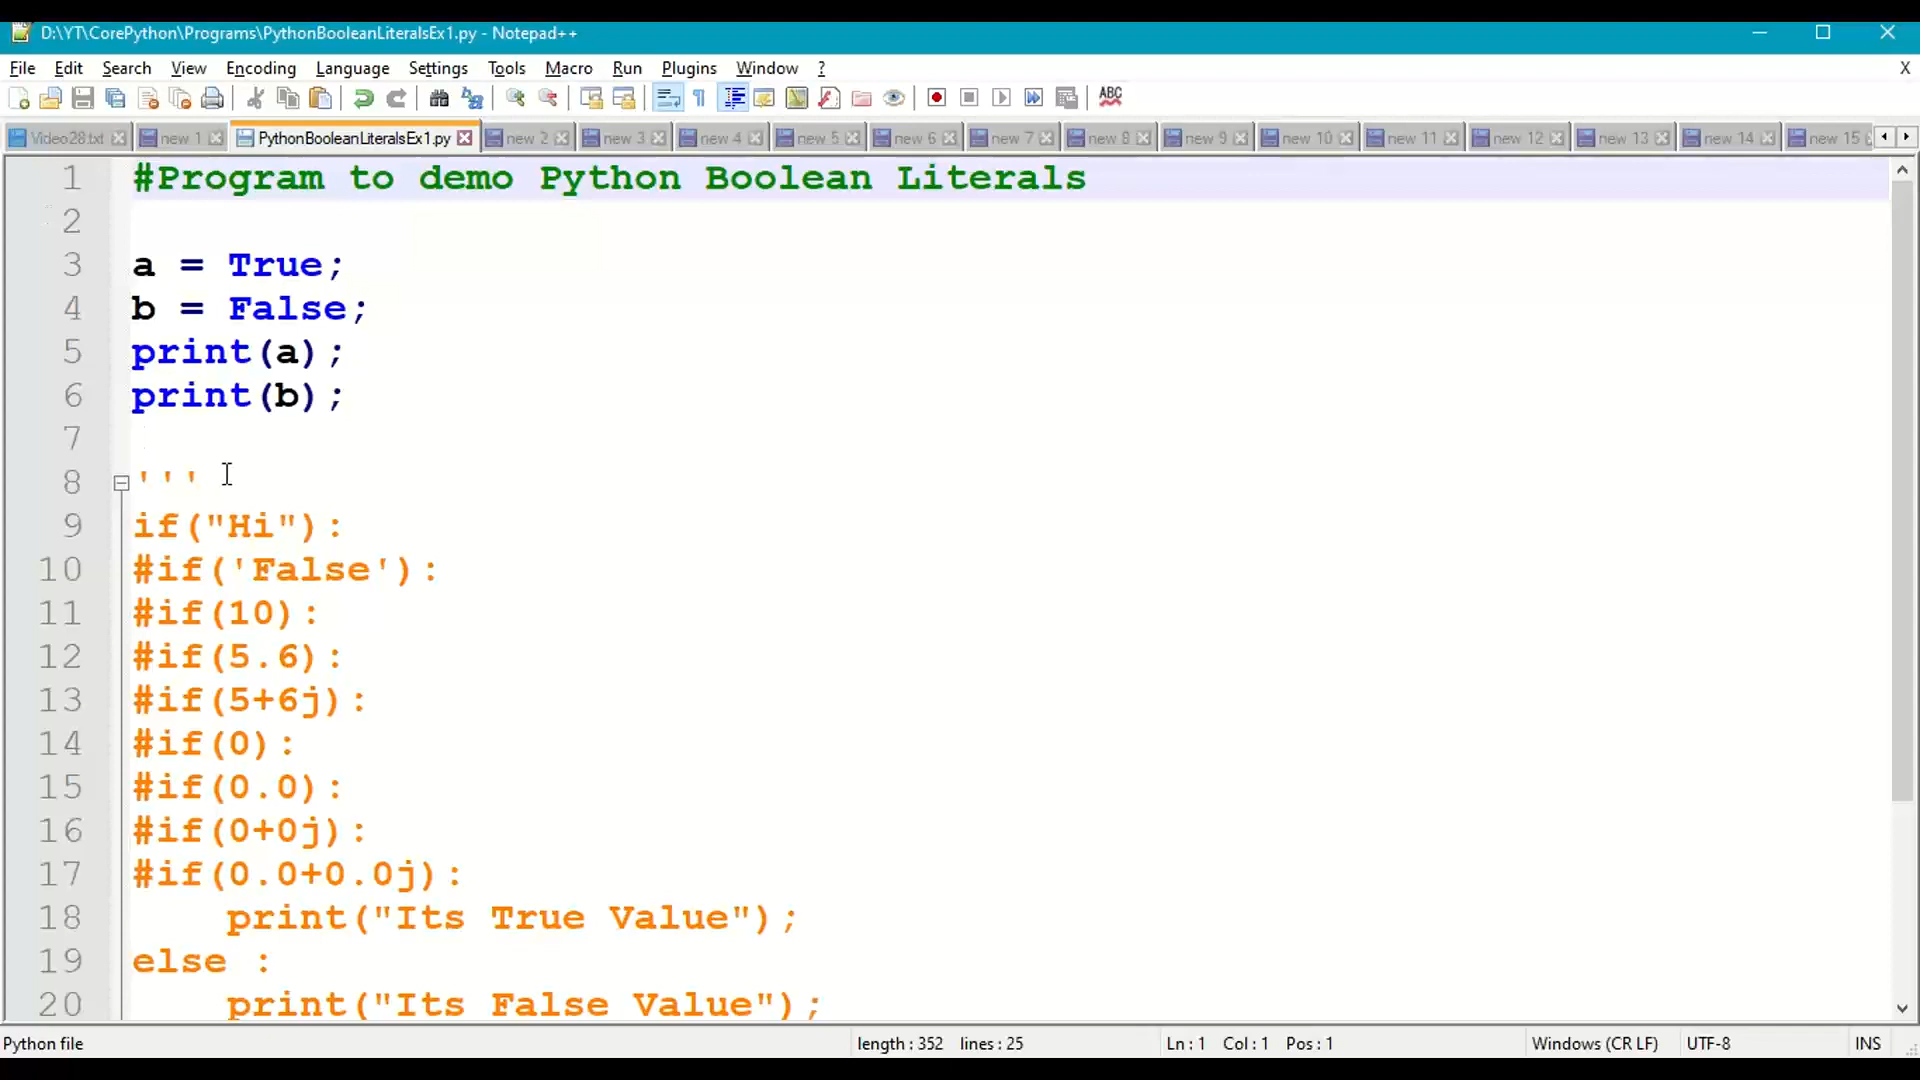 D:\YT\CorePython\Programs\PythonBooleanLiteralsEx1.py - Notepad++
File Edit Search View Encoding Language Settings Tools Macro Run Plugins Window ? X
ABC
Video28.txt new 1 PythonBooleanLiteralsEx1.py new 2 new 3 new 4 new 5 new 6 new 7 new 8 new 9 new 10 new 11 new 12 new 13 new 14 new 15
1 #Program to demo Python Boolean Literals
2
3 a = True;
4 b = False;
5 print(a);
6 print(b);
7
8 '''
9 if("Hi"):
10 #if('False'):
11 #if(10):
12 #if(5.6):
13 #if(5+6j):
14 #if(0):
15 #if(0.0):
16 #if(0+0j):
17 #if(0.0+0.0j):
18     print("Its True Value");
19 else :
20     print("Its False Value");
Python file length : 352 lines : 25 Ln : 1 Col : 1 Pos : 1 Windows (CR LF) UTF-8 INS